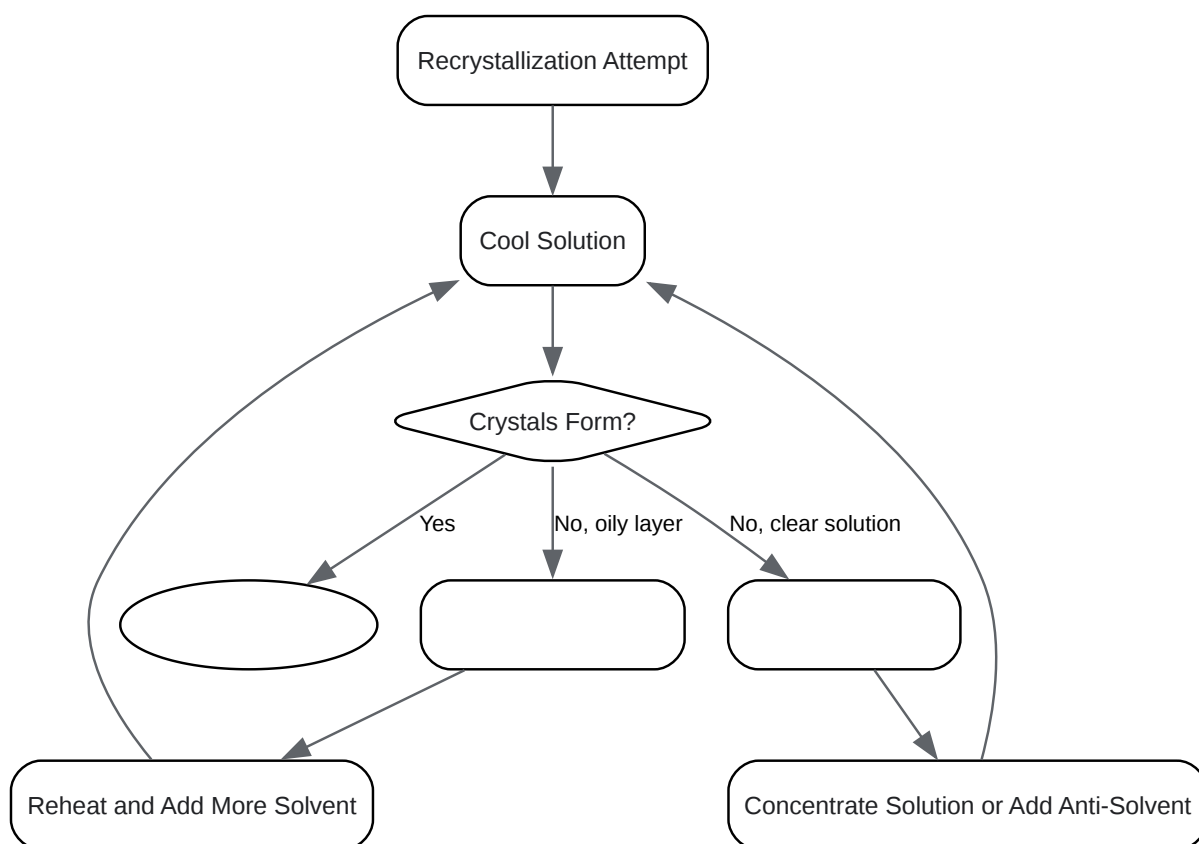 Recrystallization Attempt
Cool Solution
Crystals Form?
Yes
No, oily layer
No, clear solution
Reheat and Add More Solvent
Concentrate Solution or Add Anti-Solvent